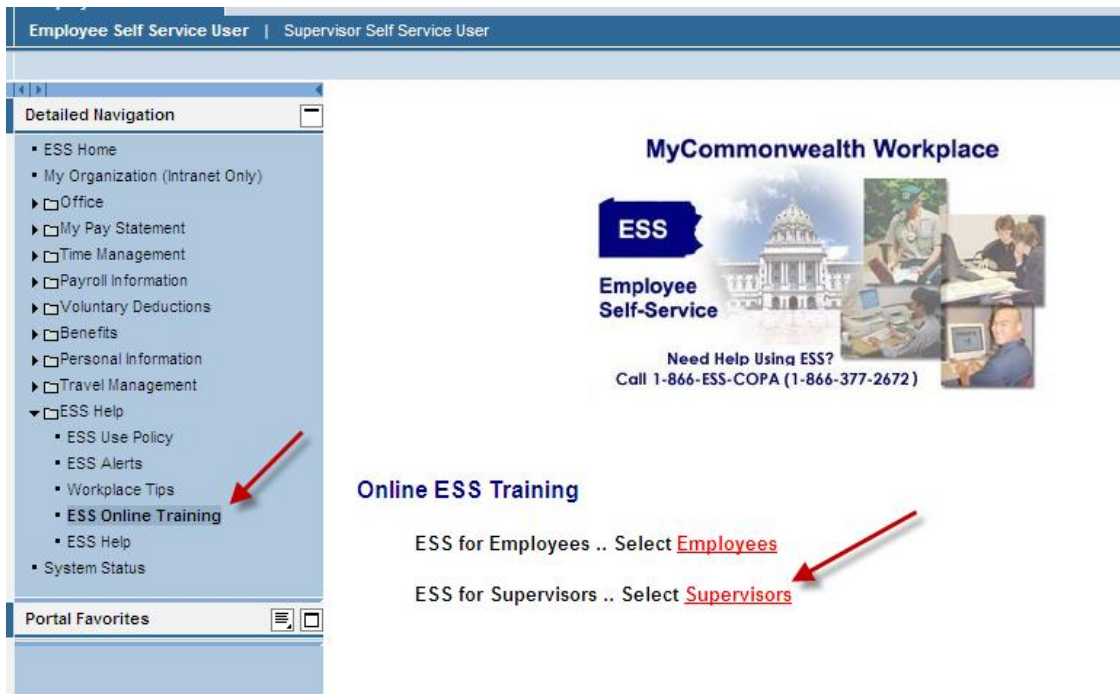 Employee Self Service User | Supervisor Self Service User
Detailed Navigation
ESS Home
My Organization (Intranet Only)
Office
My Pay Statement
Time Management
Payroll Information
Voluntary Deductions
Benefits
Personal Information
Travel Management
ESS Help
ESS Use Policy
ESS Alerts
Workplace Tips
ESS Online Training
ESS Help
System Status
Portal Favorites
MyCommonwealth Workplace
ESS
Employee
Self-Service
Need Help Using ESS?
Call 1-866-ESS-COPA (1-866-377-2672)
Online ESS Training
ESS for Employees .. Select Employees
ESS for Supervisors .. Select Supervisors